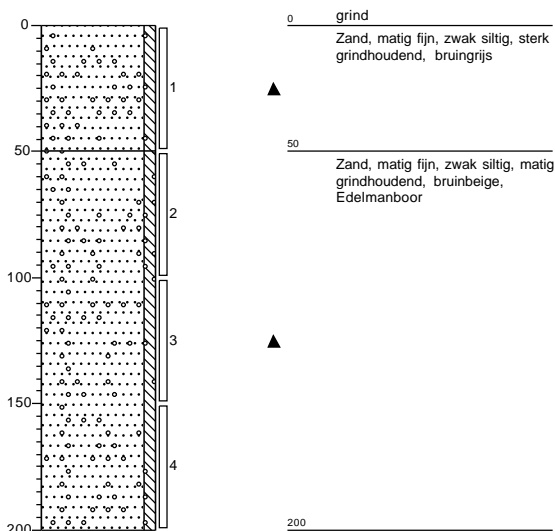 0
50
100
150
200
1
2
3
4
0
grind
Zand, matig fijn, zwak siltig, sterk
grindhoudend, bruingrijs
50
Zand, matig fijn, zwak siltig, matig
grindhoudend, bruinbeige,
Edelmanboor
200